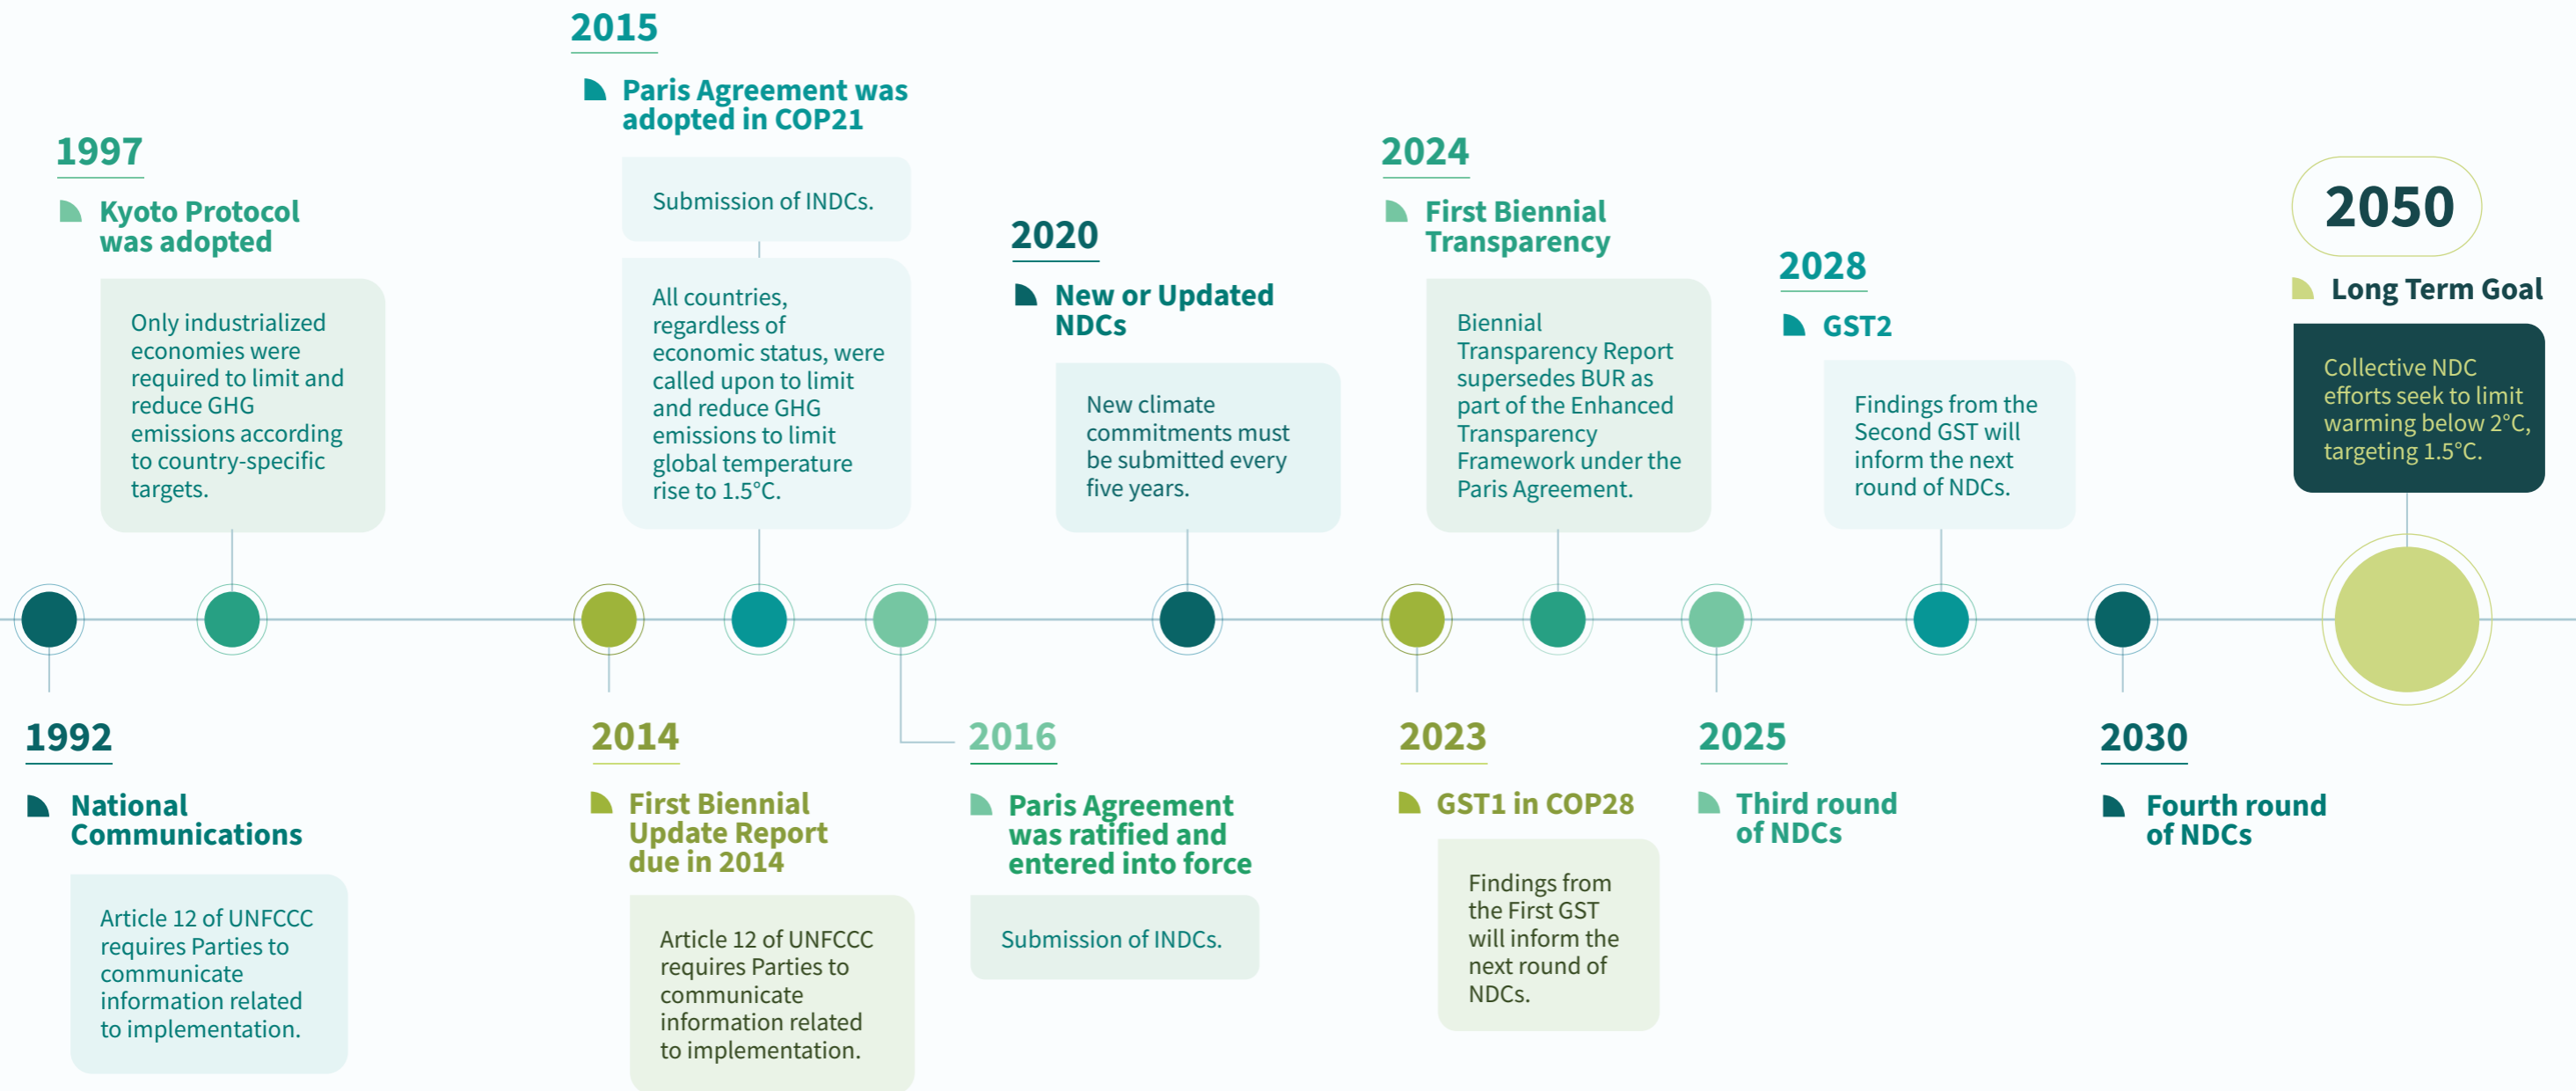 2015
Paris Agreement was
adopted in COP21
Submission of INDCs.
All countries,
regardless of
economic status, were
called upon to limit
and reduce GHG
emissions to limit
global temperature
rise to 1.5°C.
1997
Kyoto Protocol
was adopted
Only industrialized
economies were
required to limit and
reduce GHG
emissions according
to country-specific
targets.
2020
New or Updated
NDCs
New climate
commitments must
be submitted every
five years.
2024
First Biennial
Transparency
Biennial
Transparency Report
supersedes BUR as
part of the Enhanced
Transparency
Framework under the
Paris Agreement.
2028
GST2
Findings from the
Second GST will
inform the next
round of NDCs.
2050
Long Term Goal
Collective NDC
efforts seek to limit
warming below 2°C,
targeting 1.5°C.
1992
National
Communications
Article 12 of UNFCCC
requires Parties to
communicate
information related
to implementation.
2014
First Biennial
Update Report
due in 2014
Article 12 of UNFCCC
requires Parties to
communicate
information related
to implementation.
2016
Paris Agreement
was ratified and
entered into force
Submission of INDCs.
2023
GST1 in COP28
Findings from
the First GST
will inform the
next round of
NDCs.
2025
Third round
of NDCs
2030
Fourth round
of NDCs